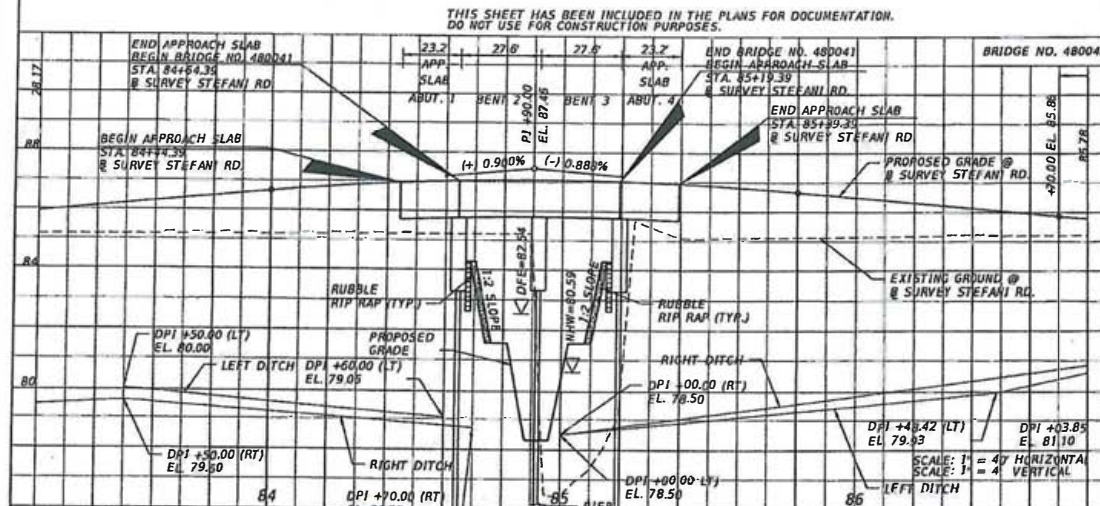 THIS SHEET HAS BEEN INCLUDED IN THE PLANS FOR DOCUMENTATION.
DO NOT USE FOR CONSTRUCTION PURPOSES.
END APPROACH SLAB
BEGIN BRIDGE NO. 480041
STA. 84+64.39
@ SURVEY STEFANI RD.
23.2
27.6
27.6
23.2
APP.
SLAB
ABUT. 1
BENT 2
BENT 3
APP.
SLAB
ABUT. 4
PI +90.00
EL. 87.45
END BRIDGE NO. 480041
BEGIN APPROACH SLAB
STA. 85+19.39
@ SURVEY STEFANI RD.
BRIDGE NO. 48004
28.17
88
84
80
BEGIN APPROACH SLAB
STA. 84+44.39
@ SURVEY STEFANI RD.
(+) 0.900%
(-) 0.888%
END APPROACH SLAB
STA. 85+39.39
@ SURVEY STEFANI RD.
PROPOSED GRADE @
@ SURVEY STEFANI RD.
+70.00 EL. 85.86
85.78
EXISTING GROUND @
@ SURVEY STEFANI RD.
RUBBLE
RIP RAP (TYP.)
1:2 SLOPE
DFE=82.54
NHW=80.59
1:2 SLOPE
RUBBLE
RIP RAP (TYP.)
DPI +50.00 (LT)
EL. 80.00
PROPOSED
GRADE
LEFT DITCH
DPI +60.00 (LT)
EL. 79.05
RIGHT DITCH
DPI +00.00 (RT)
EL. 78.50
DPI +50.00 (RT)
EL. 79.60
RIGHT DITCH
DPI +48.42 (LT)
EL. 79.93
DPI +03.85
EL. 81.10
SCALE: 1" = 40' HORIZONTA
SCALE: 1" = 4' VERTICAL
LEFT DITCH
DPI +00.00 (LT)
EL. 78.50
DPI +70.00 (RT)
84
85
86